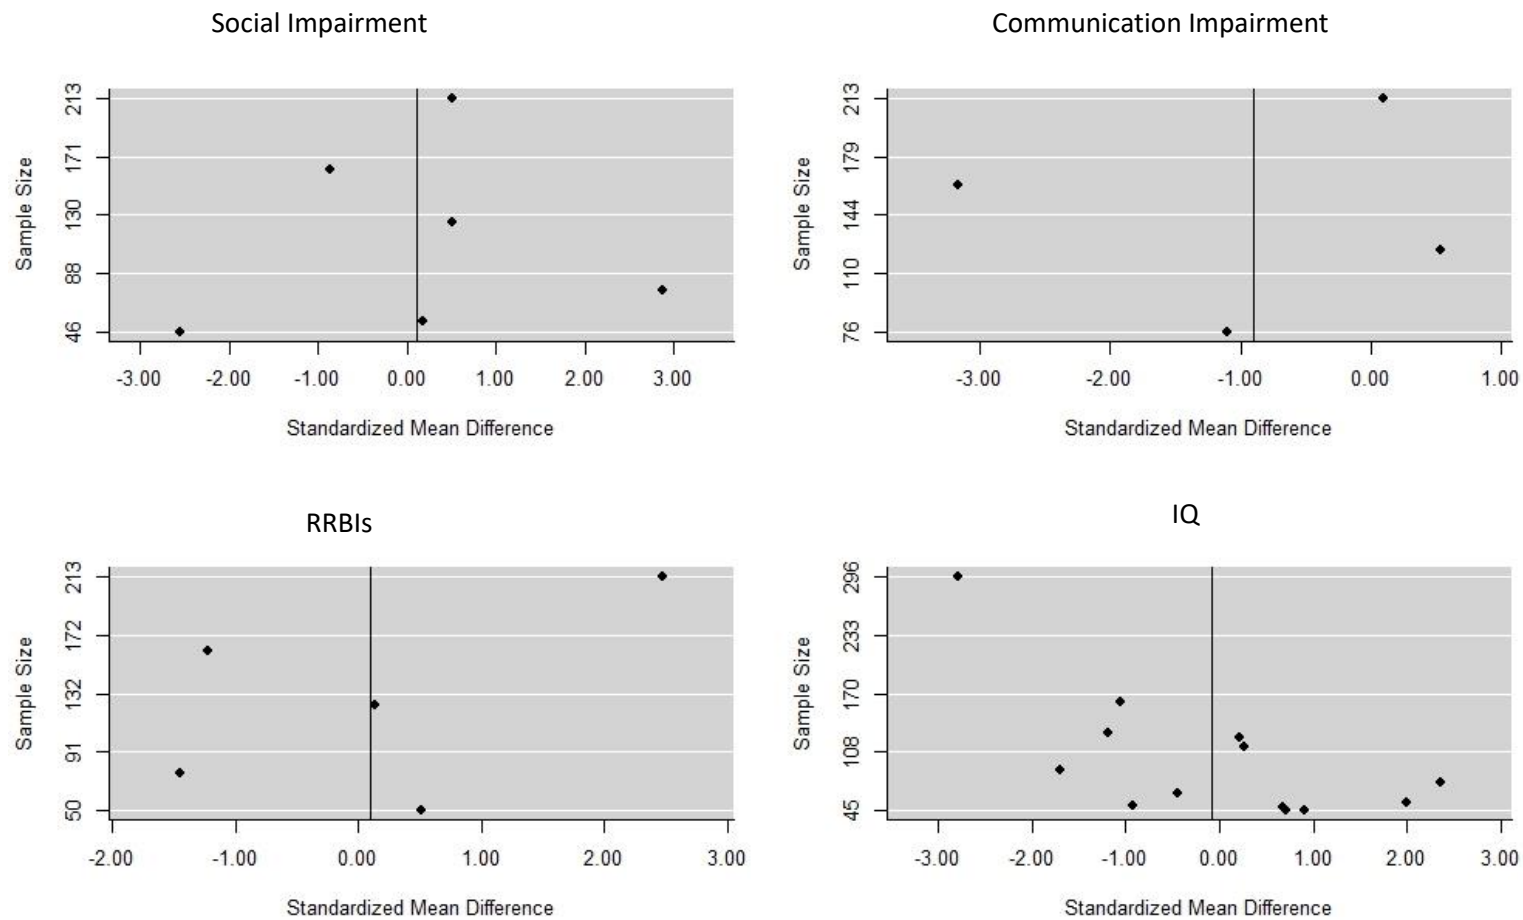 Social Impairment
Sample Size
213
171
130
88
46
-3.00 -2.00 -1.00 0.00 1.00 2.00 3.00
Standardized Mean Difference
Communication Impairment
Sample Size
213
179
144
110
76
-3.00 -2.00 -1.00 0.00 1.00
Standardized Mean Difference
RRBIs
Sample Size
213
172
132
91
50
-2.00 -1.00 0.00 1.00 2.00 3.00
Standardized Mean Difference
IQ
Sample Size
296
233
170
108
45
-3.00 -2.00 -1.00 0.00 1.00 2.00 3.00
Standardized Mean Difference